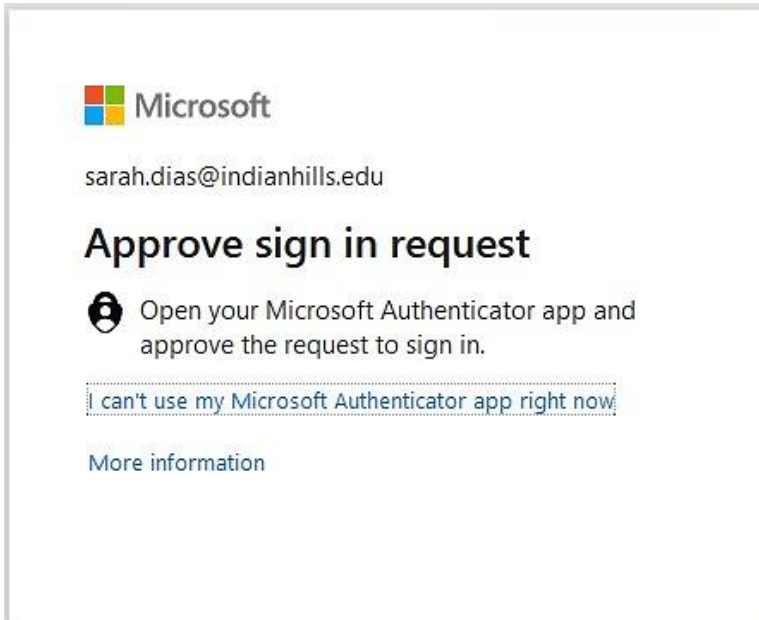 Microsoft
sarah.dias@indianhills.edu
Approve sign in request
Open your Microsoft Authenticator app and
approve the request to sign in.
I can't use my Microsoft Authenticator app right now
More information